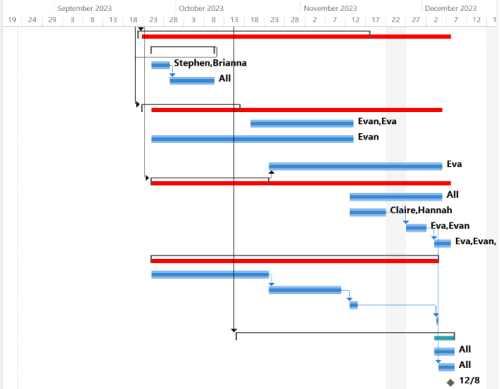 September 2023 October 2023 November 2023 December 2023
19 24 29 3 8 13 18 23 28 3 8 13 18 23 28 2 7 12 17 22 27 2 7 12
Stephen,Brianna
All
Evan,Eva
Evan
Eva
All
Claire,Hannah
Eva,Evan
Eva,Evan,
All
All
12/8